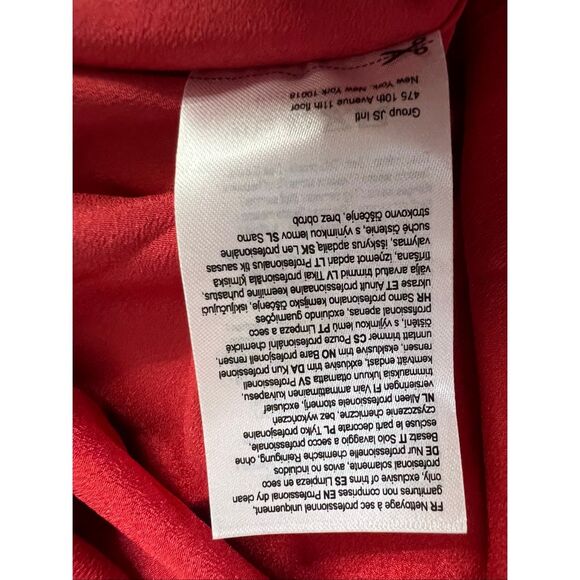 FR Nettoyage à sec professionnel uniquement,
garnitures non comprises EN Professional dry clean
only, exclusive of trims ES Limpieza en seco
profesional solamente, avíos no incluidos
DE Nur professionelle chemische Reinigung, ohne
Besatz IT Solo lavaggio a secco professionale,
escluse le parti decorate PL Tylko profesjonalne
czyszczenie chemiczne, bez wykończeń
NL Alleen professioneel stomerij, exclusief
versieringen FI Vain ammattimainen kuivapesu,
trimmauksia lukuun ottamatta SV Professionell
kemtvätt, exklusive trim DA Kun professionel
rensen, eksklusive trim NO Bare profesjonell rensen,
unntatt trimmer CS Pouze profesionální chemické
čištění, s výjimkou lemů PT Limpeza a seco
profissional apenas, excluindo guarnições
HR Samo profesionalno kemijsko čišćenje, isključujući
ukrase ET Ainult professionaalne keemiline puhastus,
välja arvatud trimmid LV Tikai profesionāla ķīmiskā
tīrīšana, izņemot apdari LT Profesionalus tik sausas
valymas, išskyrus apdailą SK Len profesionálne
suché čistenie, s výnimkou lemov SL Samo
strokovno čiščenje, brez obrob
Group JS Intl
475 10th Avenue 11th floor
New York, New York 10018